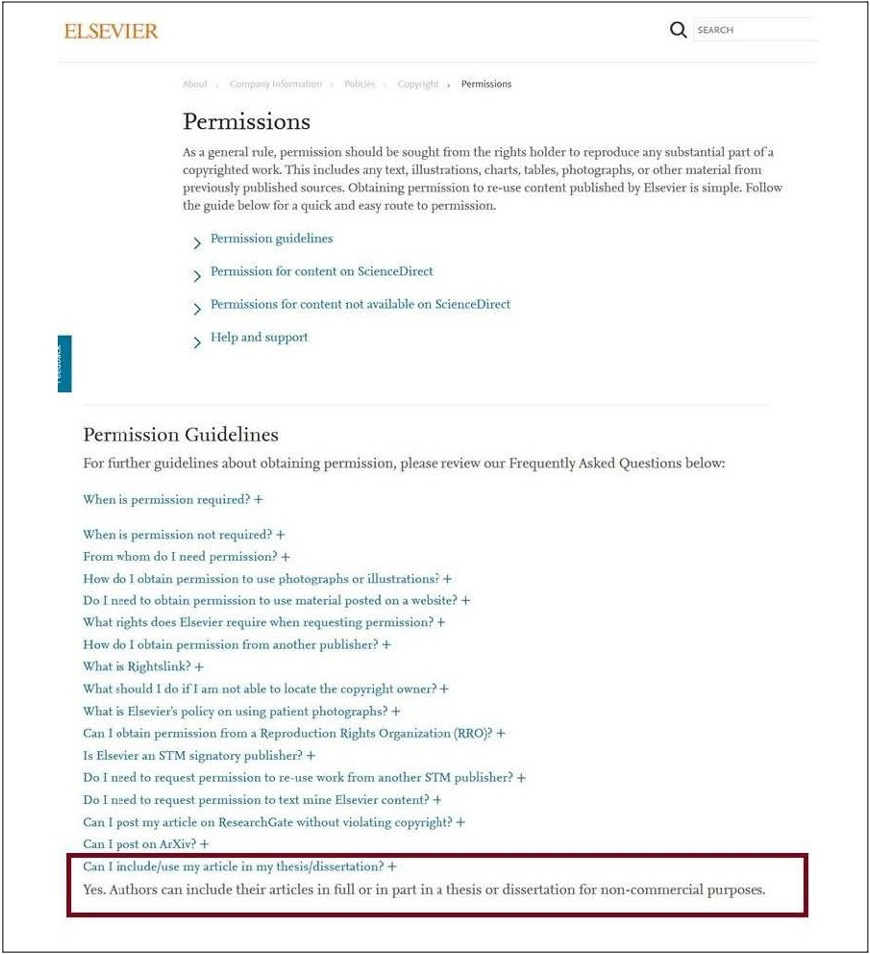 ELSEVIER
SEARCH
About › Company Information › Policies › Copyright › Permissions
Permissions
As a general rule, permission should be sought from the rights holder to reproduce any substantial part of a
copyrighted work. This includes any text, illustrations, charts, tables, photographs, or other material from
previously published sources. Obtaining permission to re-use content published by Elsevier is simple. Follow
the guide below for a quick and easy route to permission.
Permission guidelines
Permission for content on ScienceDirect
Permissions for content not available on ScienceDirect
Help and support
Permission Guidelines
For further guidelines about obtaining permission, please review our Frequently Asked Questions below:
When is permission required? +
When is permission not required? +
From whom do I need permission? +
How do I obtain permission to use photographs or illustrations? +
Do I need to obtain permission to use material posted on a website? +
What rights does Elsevier require when requesting permission? +
How do I obtain permission from another publisher? +
What is Rightslink? +
What should I do if I am not able to locate the copyright owner? +
What is Elsevier's policy on using patient photographs? +
Can I obtain permission from a Reproduction Rights Organization (RRO)? +
Is Elsevier an STM signatory publisher? +
Do I need to request permission to re-use work from another STM publisher? +
Do I need to request permission to text mine Elsevier content? +
Can I post my article on ResearchGate without violating copyright? +
Can I post on ArXiv? +
Can I include/use my article in my thesis/dissertation? +
Yes. Authors can include their articles in full or in part in a thesis or dissertation for non-commercial purposes.